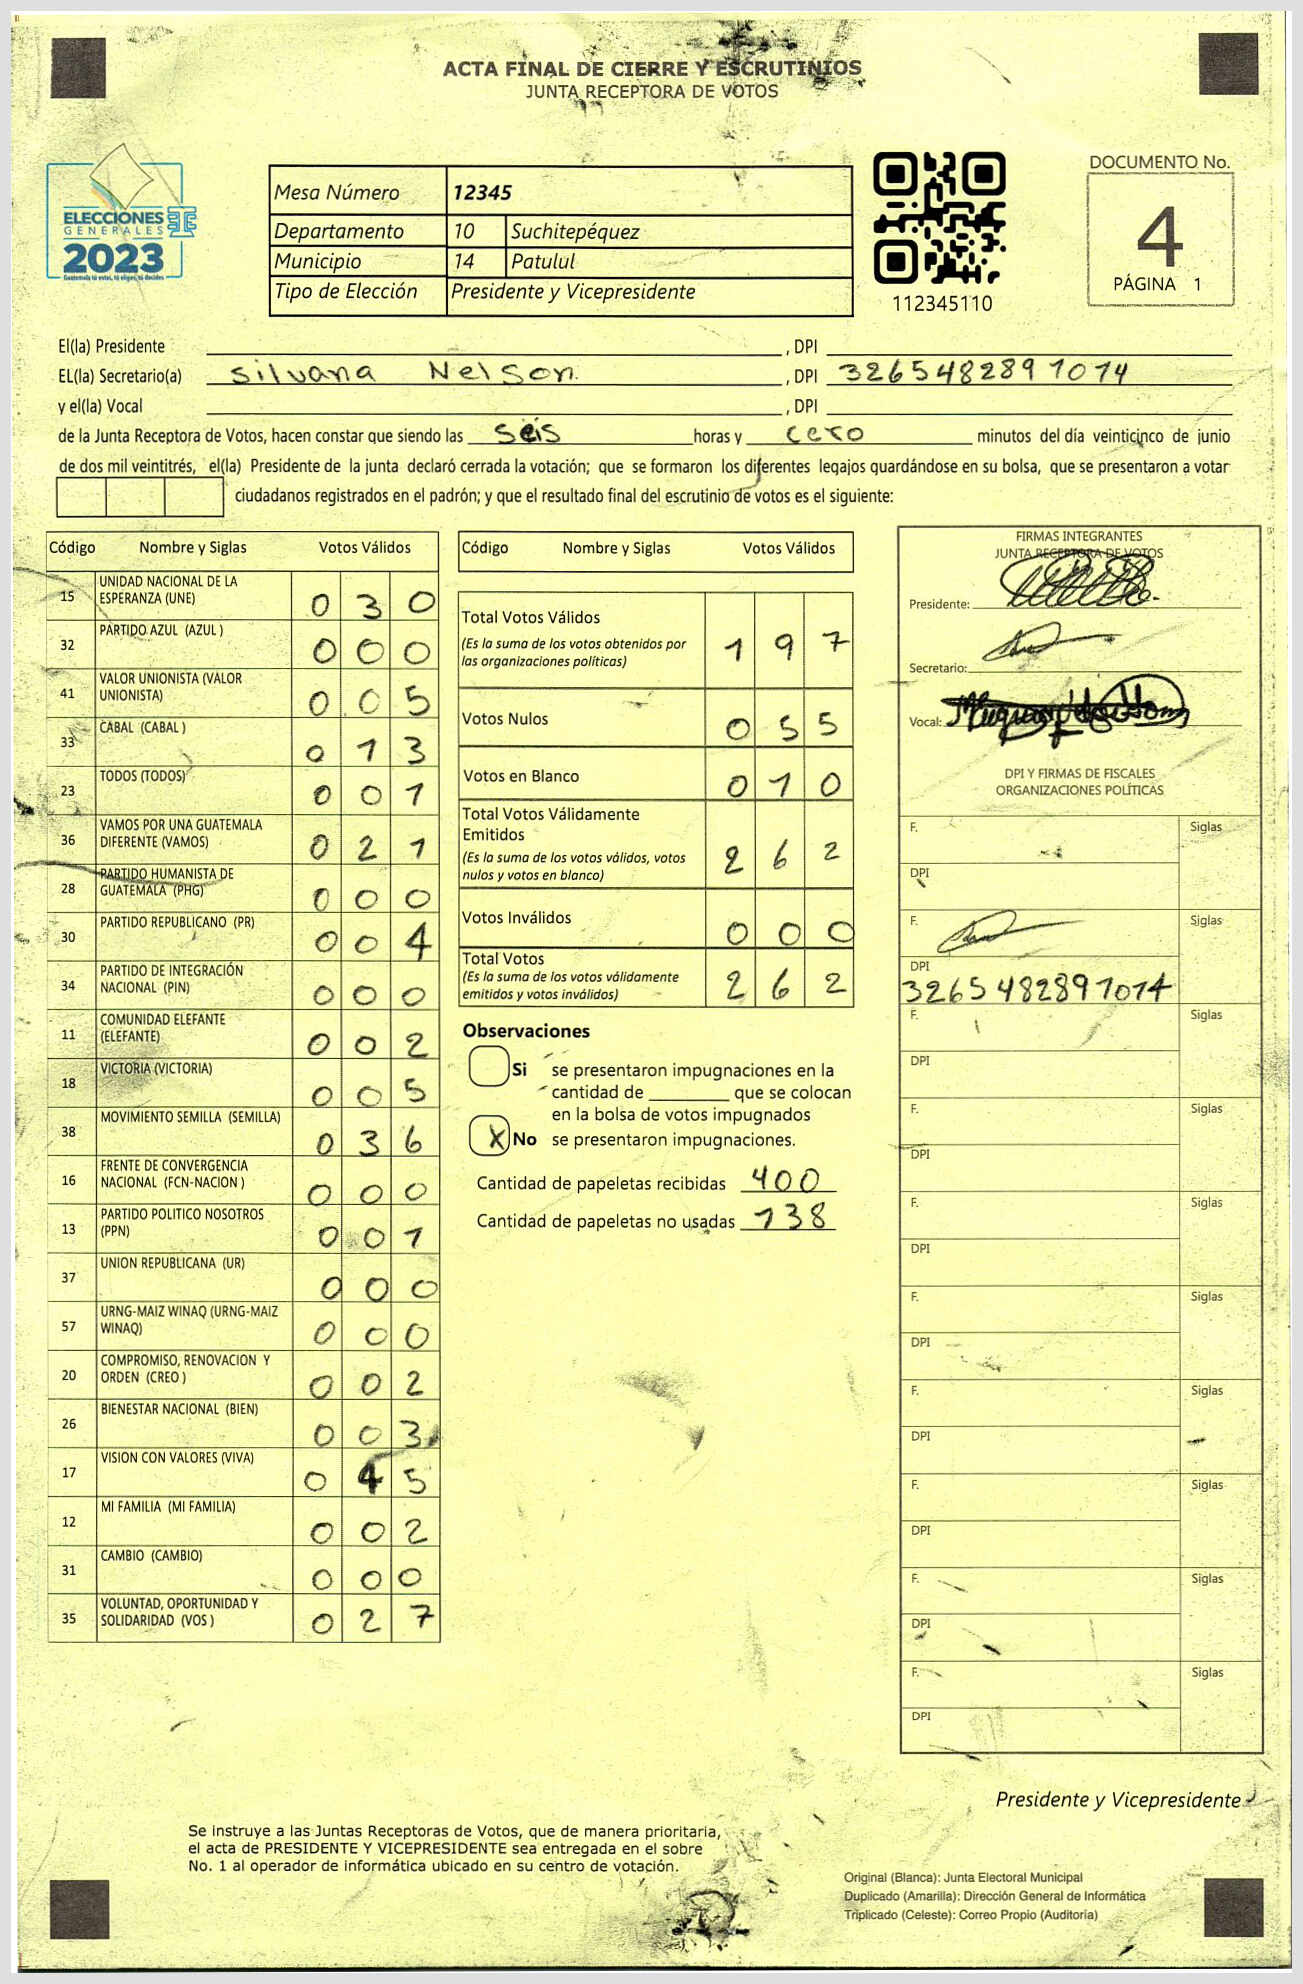 ACTA FINAL DE CIERRE Y ESCRUTINIOS
JUNTA RECEPTORA DE VOTOS
ELECCIONES
GENERALES
2023
Guatemala tú estas, tú eliges, tú decides
Mesa Número 12345
Departamento 10 Suchitepéquez
Municipio 14 Patulul
Tipo de Elección Presidente y Vicepresidente
112345110
DOCUMENTO No.
4
PÁGINA 1
El(la) Presidente , DPI
EL(la) Secretario(a) Silvana Nelson. , DPI 3265482891014
y el(la) Vocal , DPI
de la Junta Receptora de Votos, hacen constar que siendo las seis horas y cero minutos del día veinticinco de junio
de dos mil veintitrés, el(la) Presidente de la junta declaró cerrada la votación; que se formaron los diferentes legajos guardándose en su bolsa, que se presentaron a votar
ciudadanos registrados en el padrón; y que el resultado final del escrutinio de votos es el siguiente:
Código Nombre y Siglas Votos Válidos
15 UNIDAD NACIONAL DE LA ESPERANZA (UNE) 0 3 0
32 PARTIDO AZUL (AZUL ) 0 0 0
41 VALOR UNIONISTA (VALOR UNIONISTA) 0 0 5
33 CABAL (CABAL ) 0 1 3
23 TODOS (TODOS) 0 0 1
36 VAMOS POR UNA GUATEMALA DIFERENTE (VAMOS) 0 2 1
28 PARTIDO HUMANISTA DE GUATEMALA (PHG) 0 0 0
30 PARTIDO REPUBLICANO (PR) 0 0 4
34 PARTIDO DE INTEGRACIÓN NACIONAL (PIN) 0 0 0
11 COMUNIDAD ELEFANTE (ELEFANTE) 0 0 2
18 VICTORIA (VICTORIA) 0 0 5
38 MOVIMIENTO SEMILLA (SEMILLA) 0 3 6
16 FRENTE DE CONVERGENCIA NACIONAL (FCN-NACION ) 0 0 0
13 PARTIDO POLITICO NOSOTROS (PPN) 0 0 1
37 UNION REPUBLICANA (UR) 0 0 0
57 URNG-MAIZ WINAQ (URNG-MAIZ WINAQ) 0 0 0
20 COMPROMISO, RENOVACION Y ORDEN (CREO ) 0 0 2
26 BIENESTAR NACIONAL (BIEN) 0 0 3
17 VISION CON VALORES (VIVA) 0 4 5
12 MI FAMILIA (MI FAMILIA) 0 0 2
31 CAMBIO (CAMBIO) 0 0 0
35 VOLUNTAD, OPORTUNIDAD Y SOLIDARIDAD (VOS ) 0 2 7
Código Nombre y Siglas Votos Válidos
Total Votos Válidos 1 9 7
(Es la suma de los votos obtenidos por
las organizaciones políticas)
Votos Nulos 0 5 5
Votos en Blanco 0 1 0
Total Votos Válidamente
Emitidos 2 6 2
(Es la suma de los votos válidos, votos
nulos y votos en blanco)
Votos Inválidos 0 0 0
Total Votos 2 6 2
(Es la suma de los votos válidamente
emitidos y votos inválidos)
Observaciones
Si se presentaron impugnaciones en la
cantidad de ________ que se colocan
en la bolsa de votos impugnados
X No se presentaron impugnaciones.
Cantidad de papeletas recibidas 400
Cantidad de papeletas no usadas 138
FIRMAS INTEGRANTES
JUNTA RECEPTORA DE VOTOS
Presidente:
Secretario:
Vocal:
DPI Y FIRMAS DE FISCALES
ORGANIZACIONES POLÍTICAS
F. Siglas
DPI
F. Siglas
DPI
3265482891014
F. Siglas
DPI
F. Siglas
DPI
F. Siglas
DPI
F. Siglas
DPI
F. Siglas
DPI
F. Siglas
DPI
F. Siglas
DPI
F. Siglas
DPI
Presidente y Vicepresidente
Se instruye a las Juntas Receptoras de Votos, que de manera prioritaria,
el acta de PRESIDENTE Y VICEPRESIDENTE sea entregada en el sobre
No. 1 al operador de informática ubicado en su centro de votación.
Original (Blanca): Junta Electoral Municipal
Duplicado (Amarilla): Dirección General de Informática
Triplicado (Celeste): Correo Propio (Auditoría)